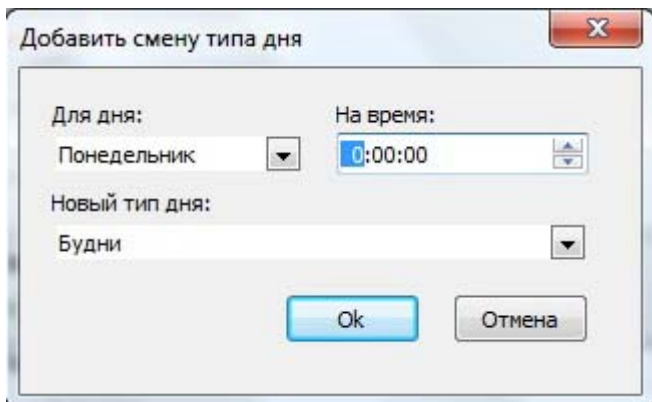 Добавить смену типа дня
Для дня: На время:
Понедельник 0:00:00
Новый тип дня:
Будни
Ok Отмена